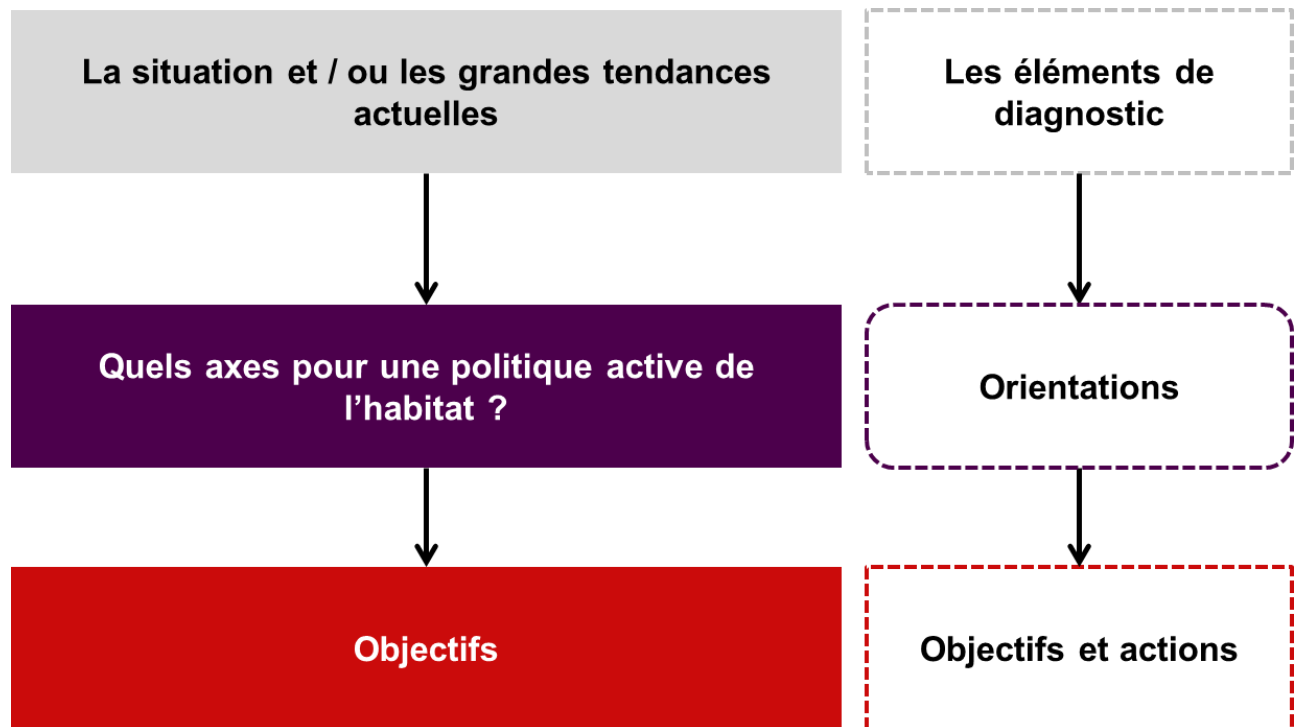 La situation et / ou les grandes tendances
actuelles
Les éléments de
diagnostic
Quels axes pour une politique active de
l’habitat ?
Orientations
Objectifs
Objectifs et actions